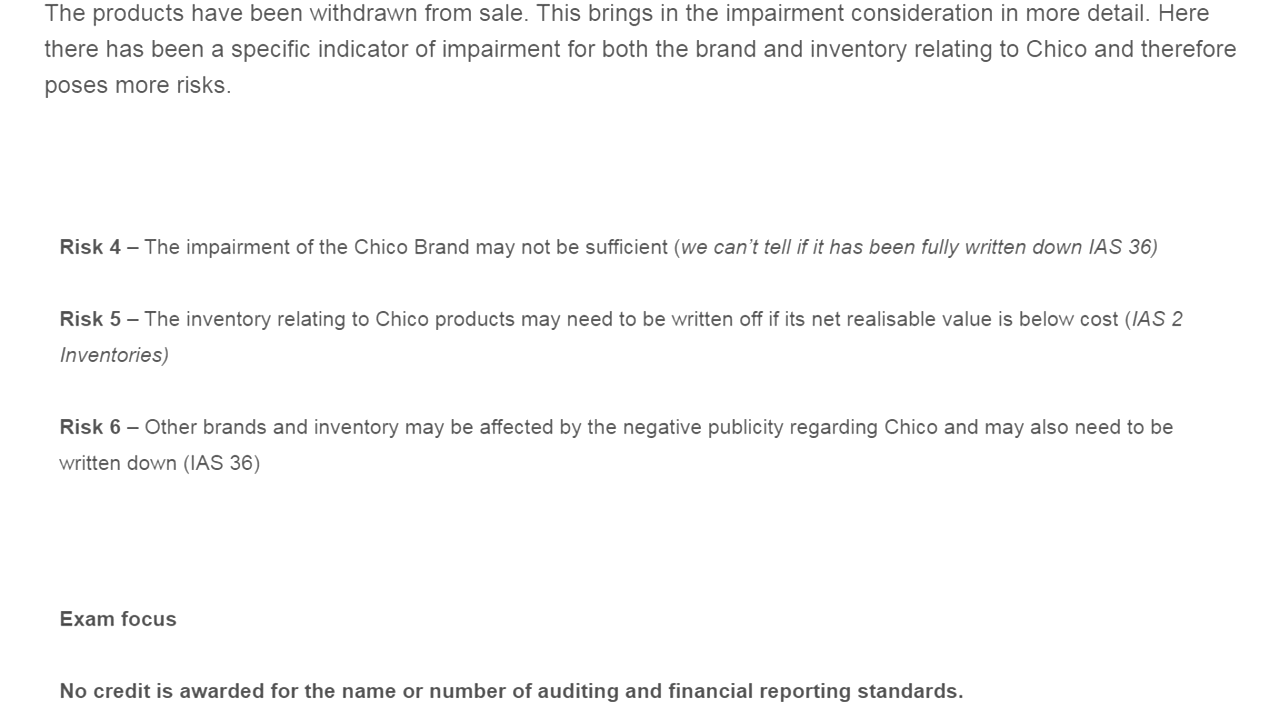 The products have been withdrawn from sale. This brings in the impairment consideration in more detail. Here
there has been a specific indicator of impairment for both the brand and inventory relating to Chico and therefore
poses more risks.
Risk 4 – The impairment of the Chico Brand may not be sufficient (we can’t tell if it has been fully written down IAS 36)
Risk 5 – The inventory relating to Chico products may need to be written off if its net realisable value is below cost (IAS 2
Inventories)
Risk 6 – Other brands and inventory may be affected by the negative publicity regarding Chico and may also need to be
written down (IAS 36)
Exam focus
No credit is awarded for the name or number of auditing and financial reporting standards.